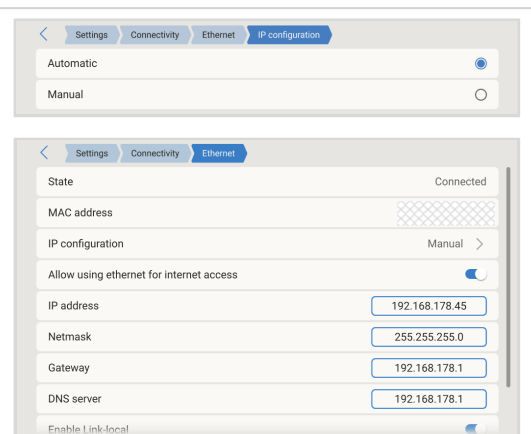 Settings Connectivity Ethernet IP configuration
Automatic
Manual
Settings Connectivity Ethernet
State Connected
MAC address
IP configuration Manual
Allow using ethernet for internet access
IP address 192.168.178.45
Netmask 255.255.255.0
Gateway 192.168.178.1
DNS server 192.168.178.1
Enable Link-local